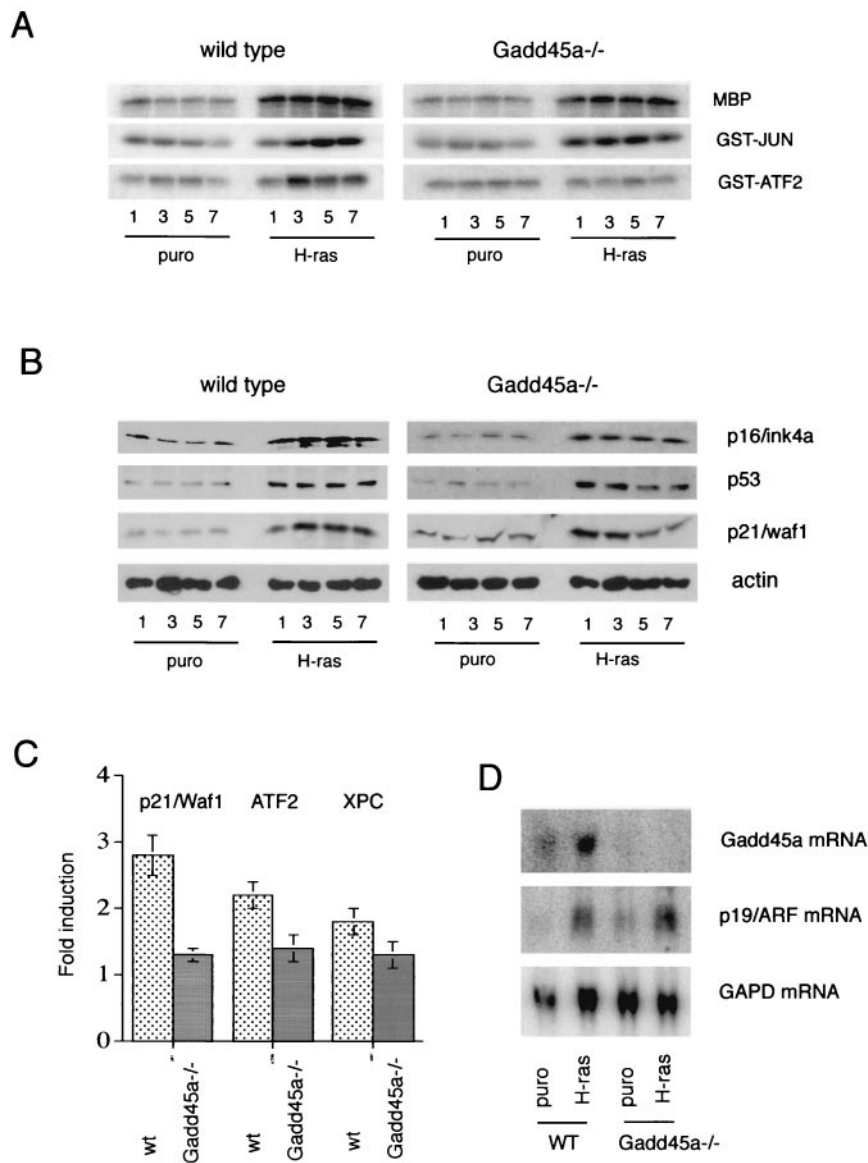 A
wild type Gadd45a-/-
MBP
GST-JUN
GST-ATF2
1 3 5 7 1 3 5 7 1 3 5 7 1 3 5 7
puro H-ras puro H-ras
B
wild type Gadd45a-/-
p16/ink4a
p53
p21/waf1
actin
1 3 5 7 1 3 5 7 1 3 5 7 1 3 5 7
puro H-ras puro H-ras
C
Fold induction
4
3
2
1
0
p21/Waf1 ATF2 XPC
wt Gadd45a-/- wt Gadd45a-/- wt Gadd45a-/-
D
Gadd45a mRNA
p19/ARF mRNA
GAPD mRNA
puro H-ras puro H-ras
WT Gadd45a-/-